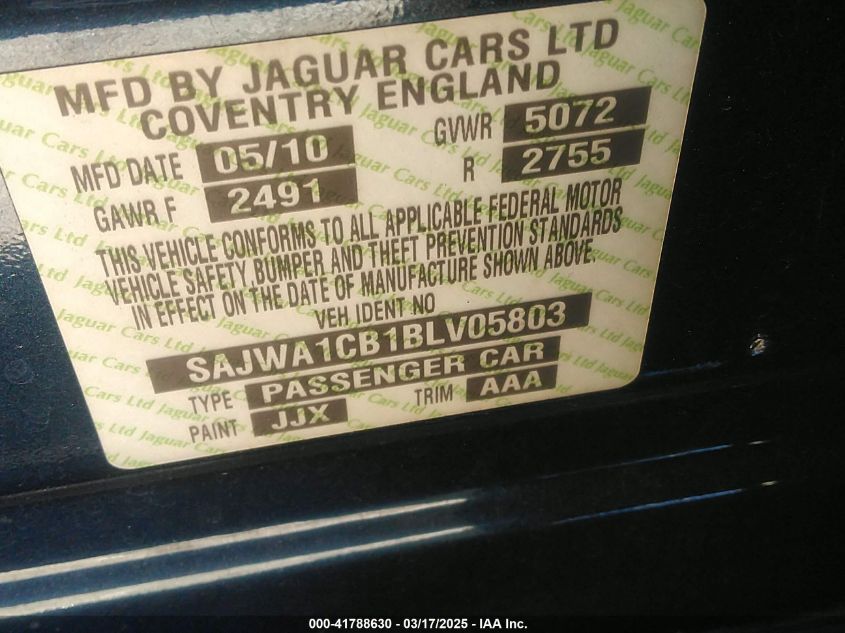 MFD BY JAGUAR CARS LTD
COVENTRY ENGLAND
MFD DATE 05/10 GVWR 5072
GAWR F 2491 R 2755
THIS VEHICLE CONFORMS TO ALL APPLICABLE FEDERAL MOTOR
VEHICLE SAFETY BUMPER AND THEFT PREVENTION STANDARDS
IN EFFECT ON THE DATE OF MANUFACTURE SHOWN ABOVE.
VEH IDENT NO
SAJWA1CB1BLV05803
TYPE PASSENGER CAR
PAINT JJX TRIM AAA
000-41788630 - 03/17/2025 - IAA Inc.